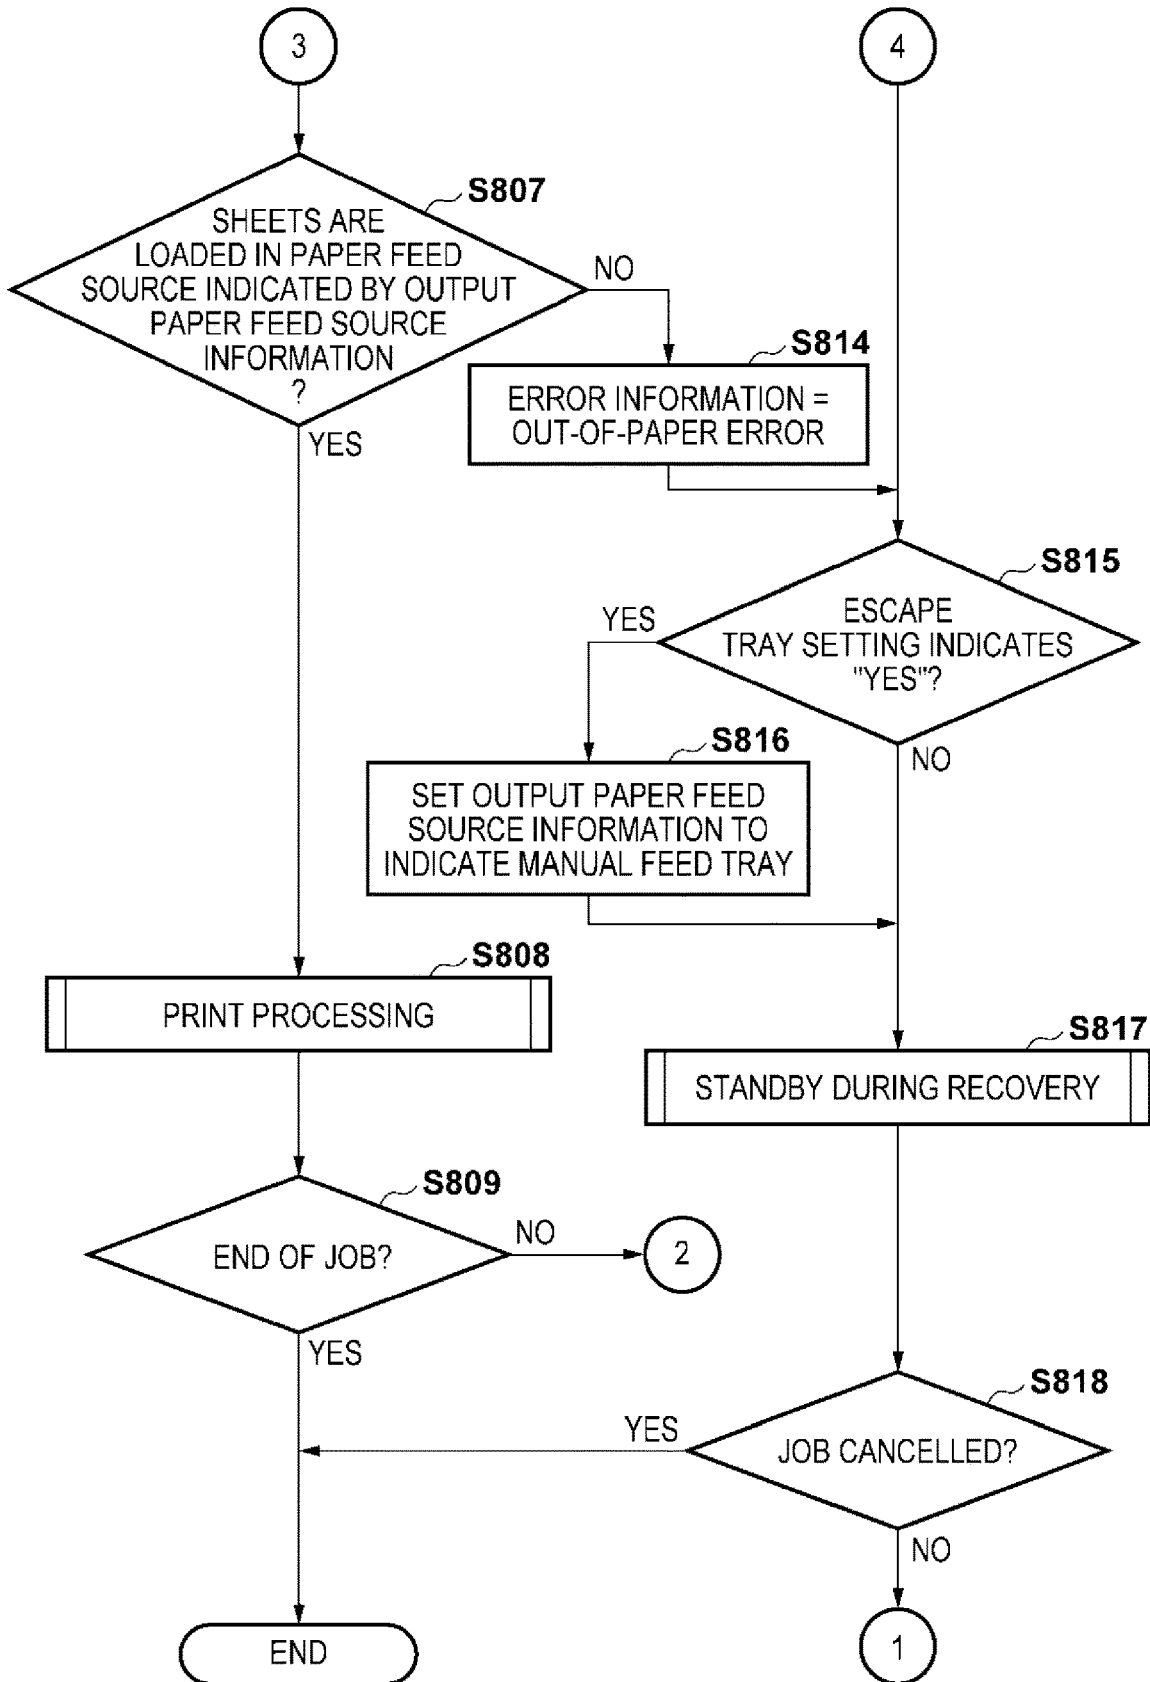 3
4
S807
SHEETS ARE
LOADED IN PAPER FEED
SOURCE INDICATED BY OUTPUT
PAPER FEED SOURCE
INFORMATION
?
NO
YES
S814
ERROR INFORMATION =
OUT-OF-PAPER ERROR
S815
ESCAPE
TRAY SETTING INDICATES
"YES"?
YES
NO
S816
SET OUTPUT PAPER FEED
SOURCE INFORMATION TO
INDICATE MANUAL FEED TRAY
S808
PRINT PROCESSING
S817
STANDBY DURING RECOVERY
S809
END OF JOB?
NO
2
YES
S818
JOB CANCELLED?
YES
NO
END
1